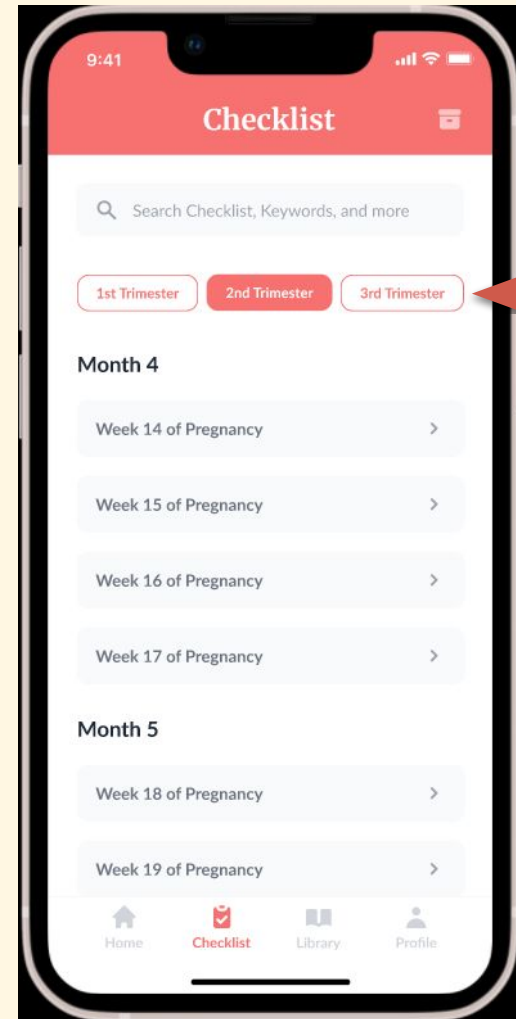 9:41
Checklist
Search Checklist, Keywords, and more
1st Trimester 2nd Trimester 3rd Trimester
Month 4
Week 14 of Pregnancy
Week 15 of Pregnancy
Week 16 of Pregnancy
Week 17 of Pregnancy
Month 5
Week 18 of Pregnancy
Week 19 of Pregnancy
Home Checklist Library Profile